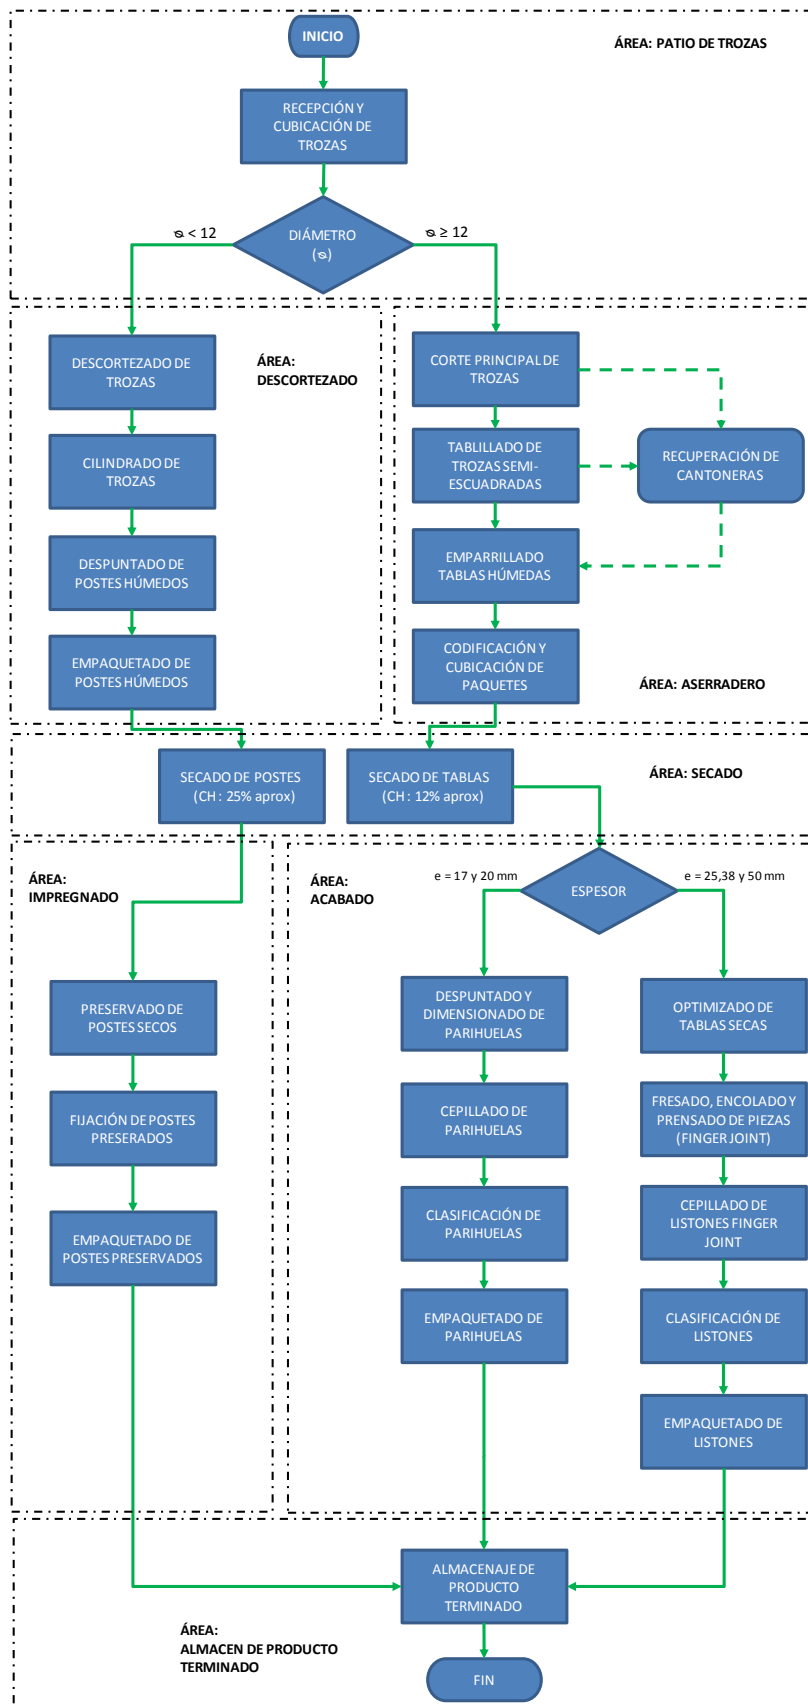 INICIO
ÁREA: PATIO DE TROZAS
RECEPCIÓN Y
CUBICACIÓN DE
TROZAS
DIÁMETRO
(ᴓ)
ᴓ < 12
ᴓ ≥ 12
ÁREA:
DESCORTEZADO
DESCORTEZADO DE
TROZAS
CILINDRADO DE
TROZAS
DESPUNTADO DE
POSTES HÚMEDOS
EMPAQUETADO DE
POSTES HÚMEDOS
CORTE PRINCIPAL DE
TROZAS
TABLILLADO DE
TROZAS SEMI-
ESCUADRADAS
RECUPERACIÓN DE
CANTONERAS
EMPARRILLADO
TABLAS HÚMEDAS
CODIFICACIÓN Y
CUBICACIÓN DE
PAQUETES
ÁREA: ASERRADERO
SECADO DE POSTES
(CH : 25% aprox)
SECADO DE TABLAS
(CH : 12% aprox)
ÁREA: SECADO
ÁREA:
IMPREGNADO
PRESERVADO DE
POSTES SECOS
FIJACIÓN DE POSTES
PRESERADOS
EMPAQUETADO DE
POSTES PRESERVADOS
ÁREA:
ACABADO
e = 17 y 20 mm
ESPESOR
e = 25,38 y 50 mm
DESPUNTADO Y
DIMENSIONADO DE
PARIHUELAS
CEPILLADO DE
PARIHUELAS
CLASIFICACIÓN DE
PARIHUELAS
EMPAQUETADO DE
PARIHUELAS
OPTIMIZADO DE
TABLAS SECAS
FRESADO, ENCOLADO Y
PRENSADO DE PIEZAS
(FINGER JOINT)
CEPILLADO DE
LISTONES FINGER
JOINT
CLASIFICACIÓN DE
LISTONES
EMPAQUETADO DE
LISTONES
ALMACENAJE DE
PRODUCTO
TERMINADO
ÁREA:
ALMACEN DE PRODUCTO
TERMINADO
FIN